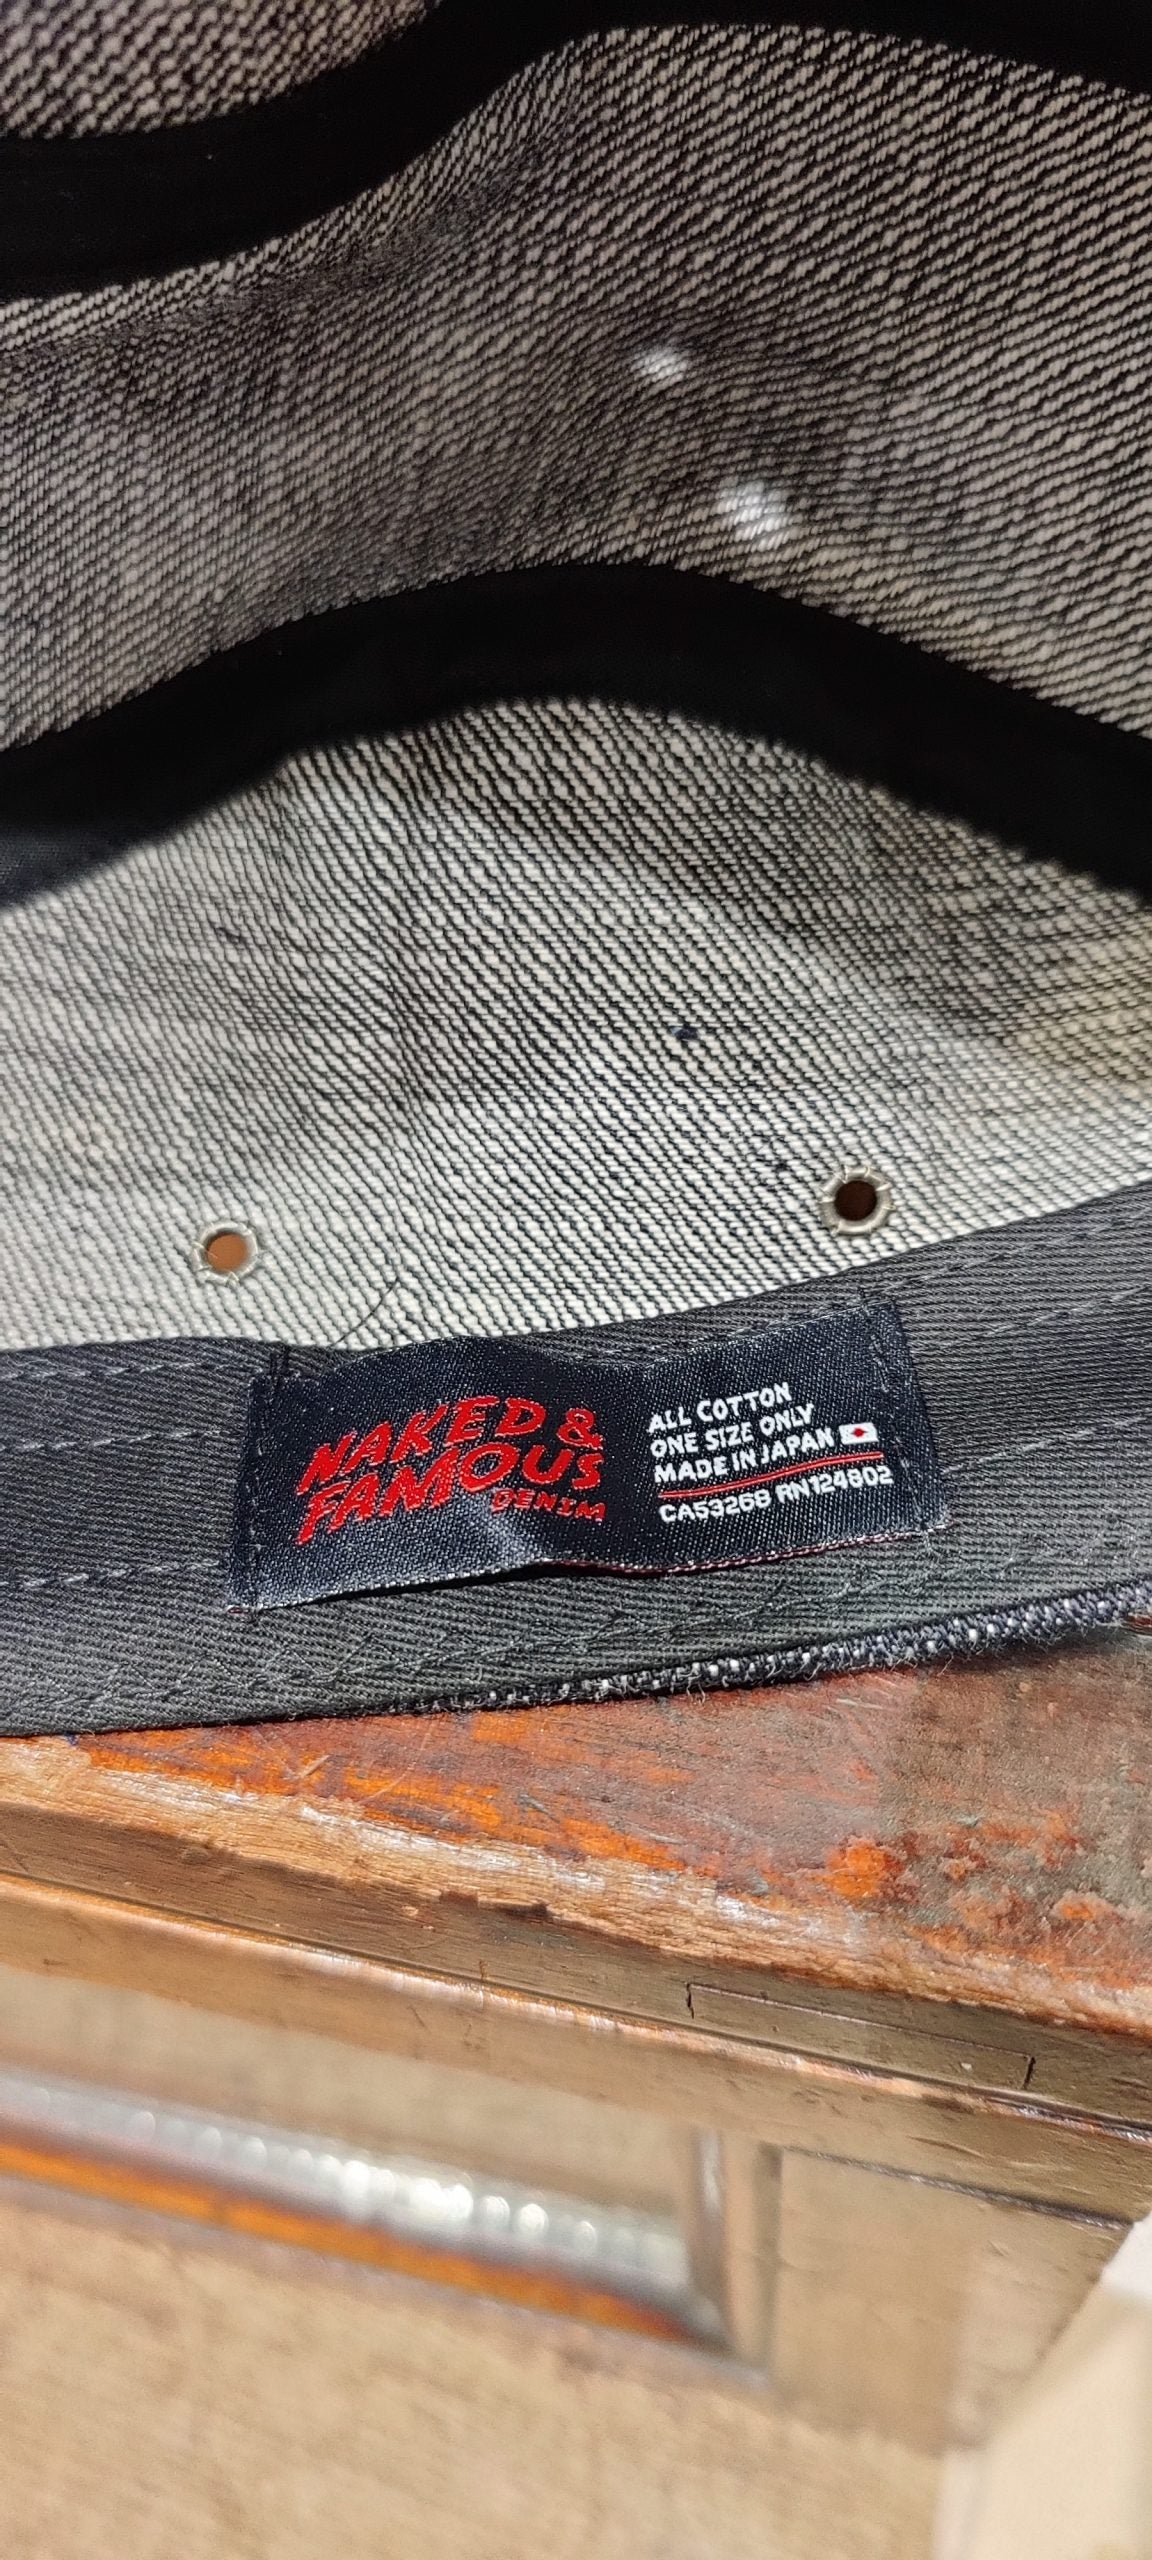 NAKED &
FAMOUS
DENIM
ALL COTTON
ONE SIZE ONLY
MADE IN JAPAN
CA53268 RN124802